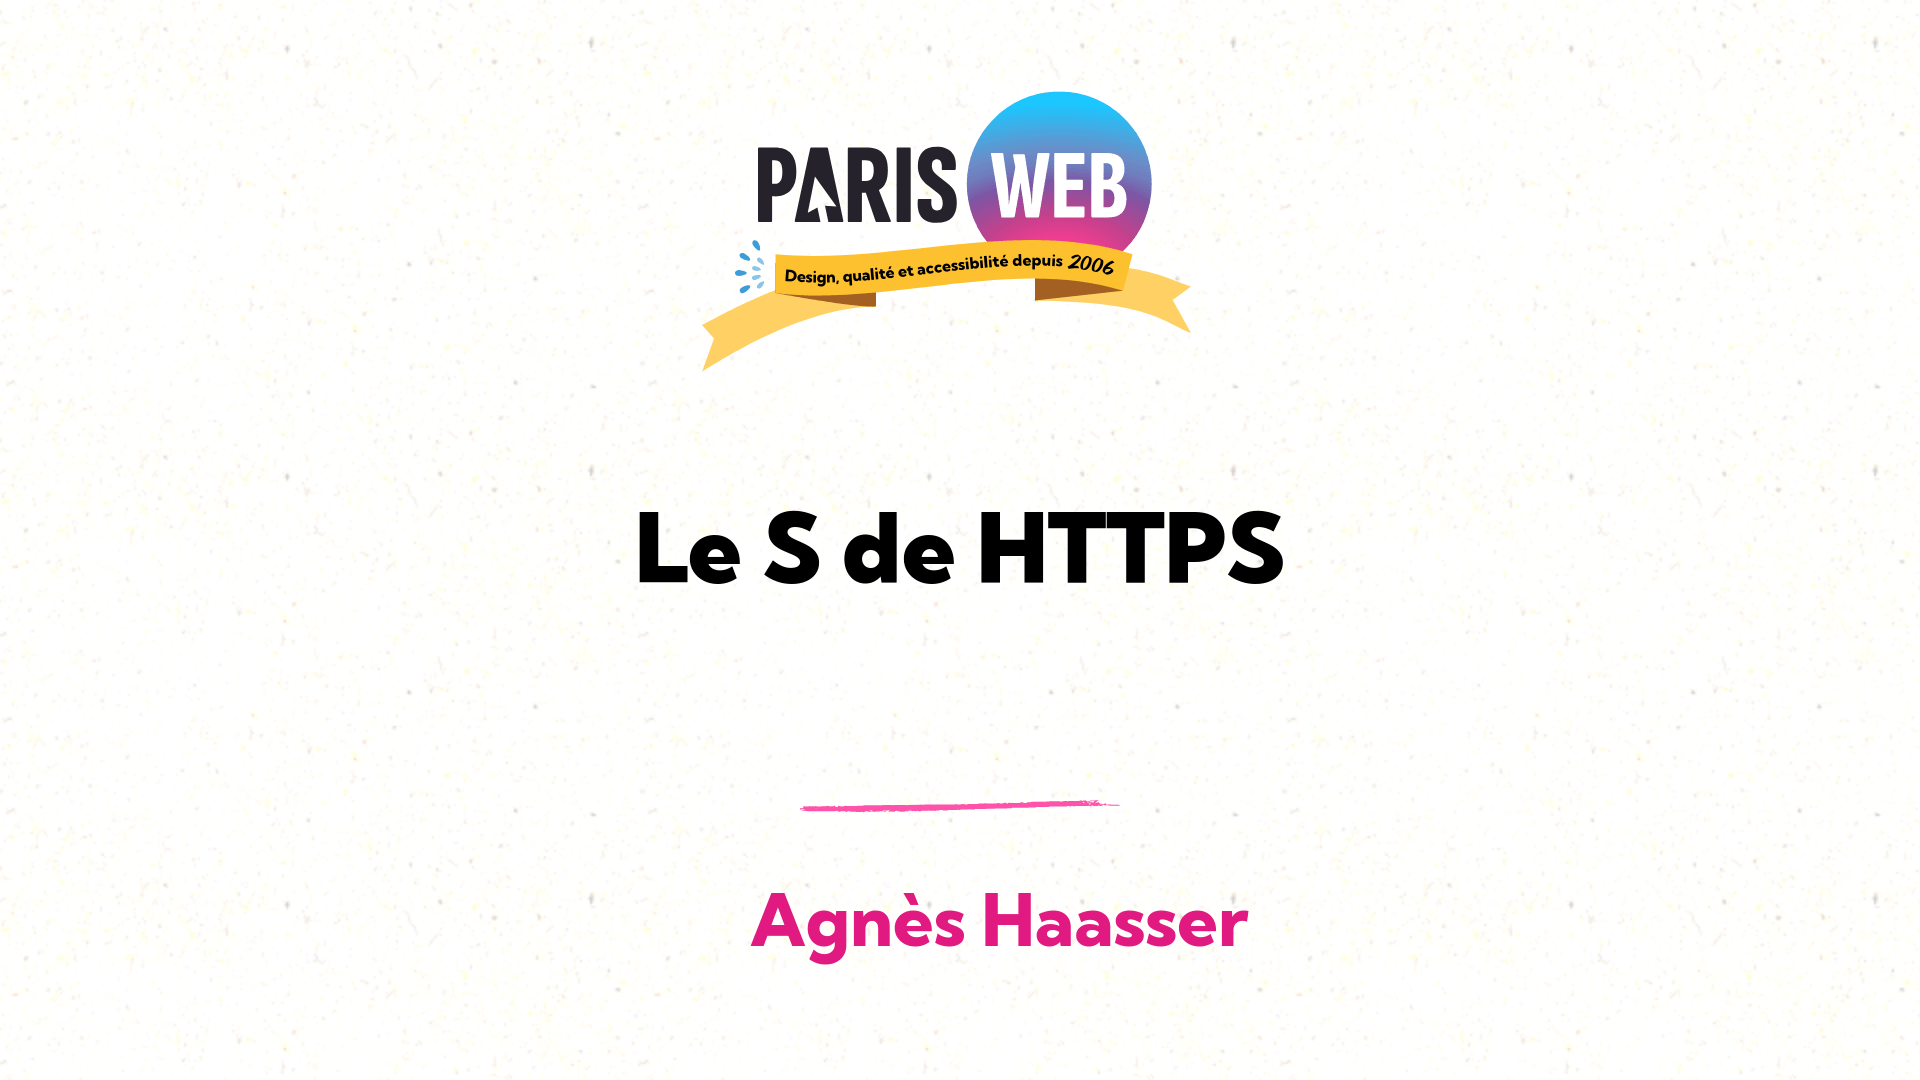 PARIS WEB
Design, qualité et accessibilité depuis 2006
Le S de HTTPS
Agnès Haasser